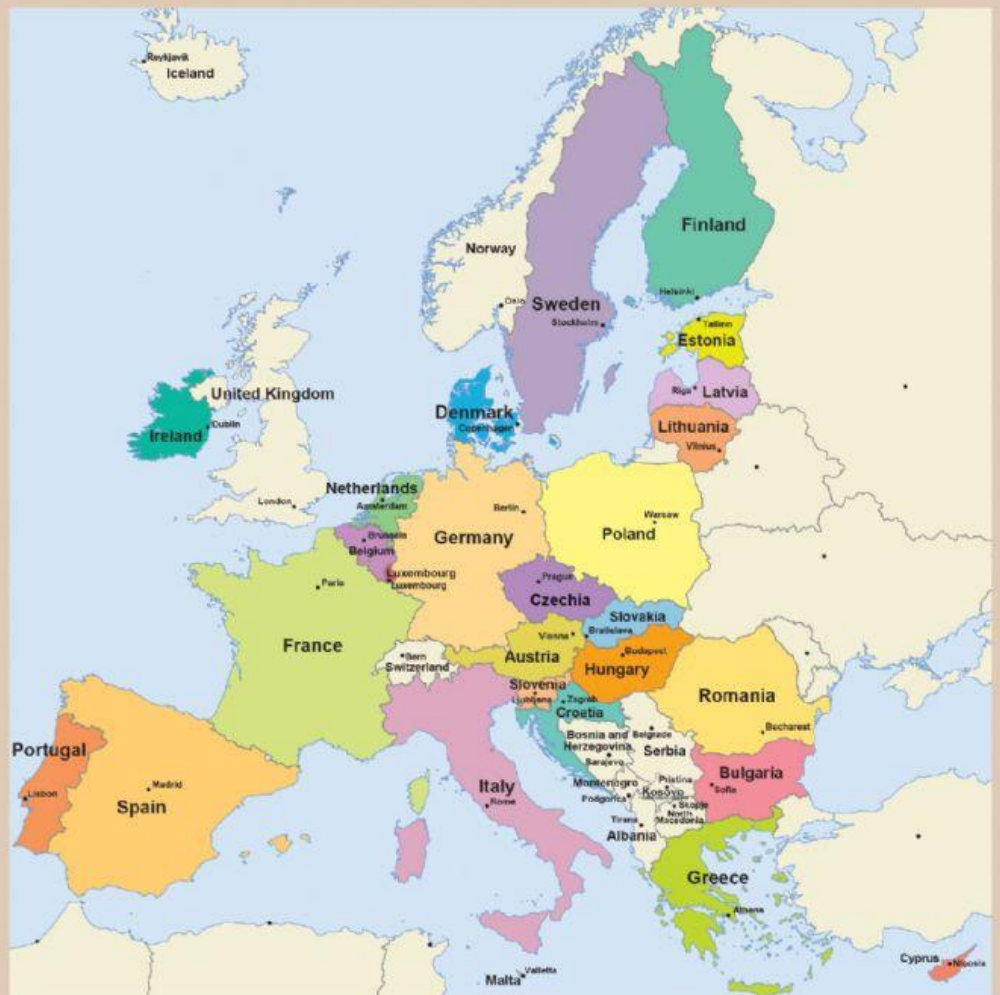 Reykjavik
Iceland
Norway
Oslo
Sweden
Stockholm
Finland
Helsinki
Tallinn
Estonia
Riga
Latvia
Lithuania
Vilnius
United Kingdom
Dublin
Ireland
London
Denmark
Copenhagen
Netherlands
Amsterdam
Brussels
Belgium
Luxembourg
Luxembourg
Berlin
Germany
Warsaw
Poland
Prague
Czechia
Slovakia
Bratislava
Vienna
Austria
Budapest
Hungary
Paris
France
Bern
Switzerland
Slovenia
Ljubljana
Zagreb
Croatia
Romania
Bucharest
Bosnia and
Herzegovina
Sarajevo
Belgrade
Serbia
Montenegro
Podgorica
Pristina
Kosovo
Skopje
North
Macedonia
Tirana
Albania
Bulgaria
Sofia
Portugal
Lisbon
Madrid
Spain
Italy
Rome
Greece
Athens
Valletta
Malta
Cyprus
Nicosia